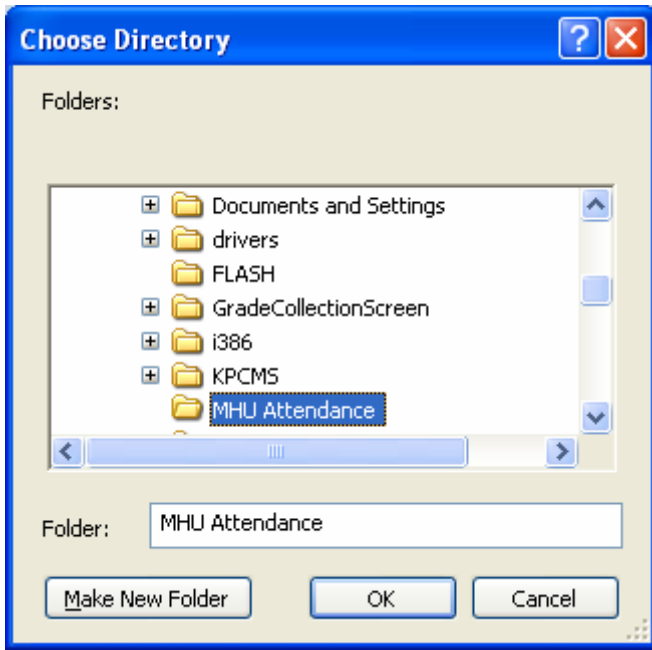 Choose Directory
Folders:
Documents and Settings
drivers
FLASH
GradeCollectionScreen
i386
KPCMS
MHU Attendance
Folder: MHU Attendance
Make New Folder OK Cancel